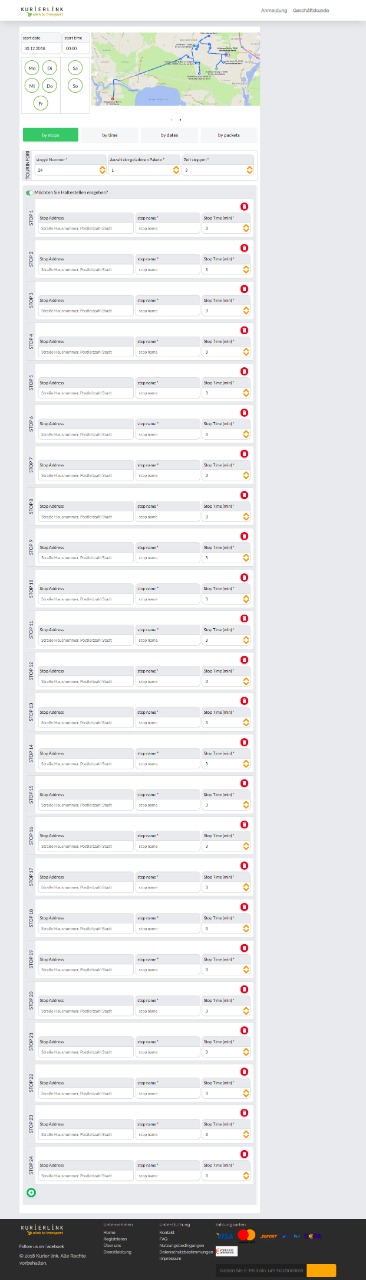 KURIERLINK
Anmeldung Geschäftskunde
start date start time
30.12.2018 00:00
Mo Di Sa
Mi Do So
Fr
by stops by time by dates by packets
stopps Nummer *
24 1 3
Möchten Sie Haltestellen eingeben?
STOP 1
Stop Address stop name * Stop Time (min) *
Straße Hausnummer, Postleitzahl Stadt stop name 3
STOP 2
Stop Address stop name * Stop Time (min) *
Straße Hausnummer, Postleitzahl Stadt stop name 3
STOP 3
Stop Address stop name * Stop Time (min) *
Straße Hausnummer, Postleitzahl Stadt stop name 3
STOP 4
Stop Address stop name * Stop Time (min) *
Straße Hausnummer, Postleitzahl Stadt stop name 3
STOP 5
Stop Address stop name * Stop Time (min) *
Straße Hausnummer, Postleitzahl Stadt stop name 3
STOP 6
Stop Address stop name * Stop Time (min) *
Straße Hausnummer, Postleitzahl Stadt stop name 3
STOP 7
Stop Address stop name * Stop Time (min) *
Straße Hausnummer, Postleitzahl Stadt stop name 3
STOP 8
Stop Address stop name * Stop Time (min) *
Straße Hausnummer, Postleitzahl Stadt stop name 3
STOP 9
Stop Address stop name * Stop Time (min) *
Straße Hausnummer, Postleitzahl Stadt stop name 3
STOP 10
Stop Address stop name * Stop Time (min) *
Straße Hausnummer, Postleitzahl Stadt stop name 3
STOP 11
Stop Address stop name * Stop Time (min) *
Straße Hausnummer, Postleitzahl Stadt stop name 3
STOP 12
Stop Address stop name * Stop Time (min) *
Straße Hausnummer, Postleitzahl Stadt stop name 3
STOP 13
Stop Address stop name * Stop Time (min) *
Straße Hausnummer, Postleitzahl Stadt stop name 3
STOP 14
Stop Address stop name * Stop Time (min) *
Straße Hausnummer, Postleitzahl Stadt stop name 3
STOP 15
Stop Address stop name * Stop Time (min) *
Straße Hausnummer, Postleitzahl Stadt stop name 3
STOP 16
Stop Address stop name * Stop Time (min) *
Straße Hausnummer, Postleitzahl Stadt stop name 3
STOP 17
Stop Address stop name * Stop Time (min) *
Straße Hausnummer, Postleitzahl Stadt stop name 3
STOP 18
Stop Address stop name * Stop Time (min) *
Straße Hausnummer, Postleitzahl Stadt stop name 3
STOP 19
Stop Address stop name * Stop Time (min) *
Straße Hausnummer, Postleitzahl Stadt stop name 3
STOP 20
Stop Address stop name * Stop Time (min) *
Straße Hausnummer, Postleitzahl Stadt stop name 3
STOP 21
Stop Address stop name * Stop Time (min) *
Straße Hausnummer, Postleitzahl Stadt stop name 3
STOP 22
Stop Address stop name * Stop Time (min) *
Straße Hausnummer, Postleitzahl Stadt stop name 3
STOP 23
Stop Address stop name * Stop Time (min) *
Straße Hausnummer, Postleitzahl Stadt stop name 3
STOP 24
Stop Address stop name * Stop Time (min) *
Straße Hausnummer, Postleitzahl Stadt stop name 3
KURIERLINK
Follow us on facebook
© 2018 Kurier link. Alle Rechte
vorbehalten.
Unternehmen
Home
Registrieren
Über uns
Dienstleistung
Unterstützung
Kontakt
FAQ
Nutzungsbedingungen
Datenschutzbestimmungen
Impressum
VISA